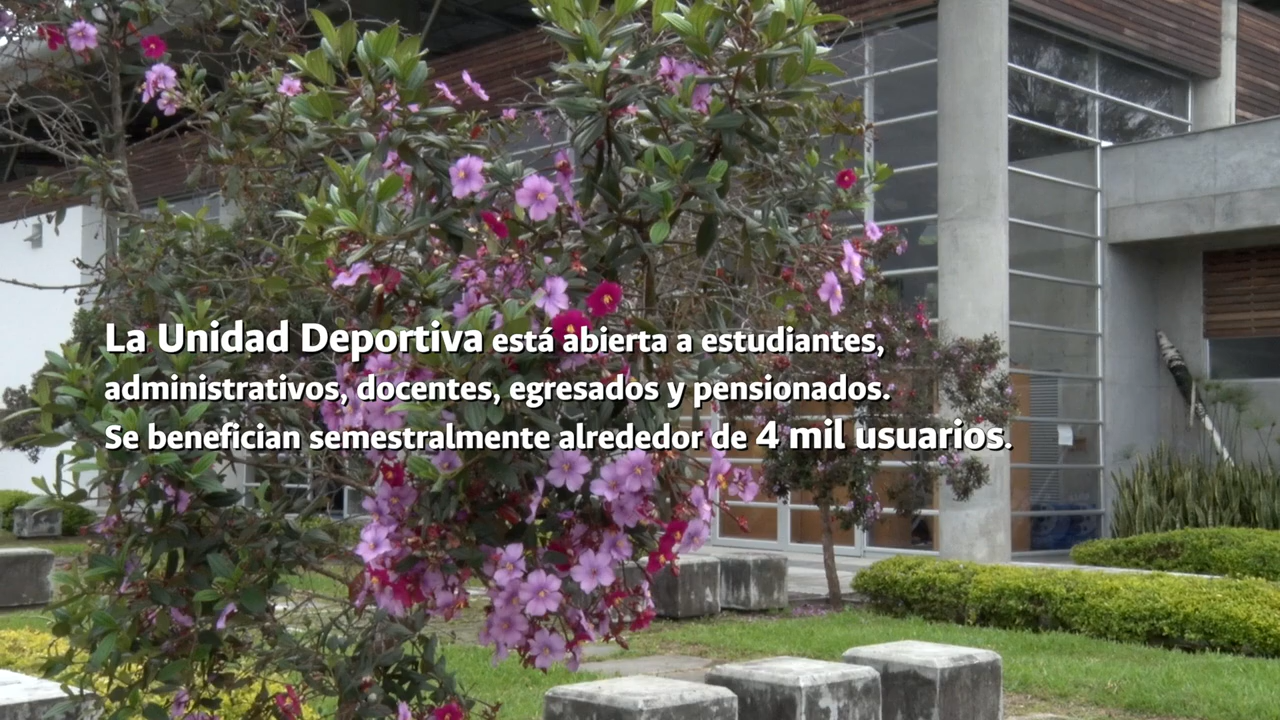 La Unidad Deportiva está abierta a estudiantes,
administrativos, docentes, egresados y pensionados.
Se benefician semestralmente alrededor de 4 mil usuarios.